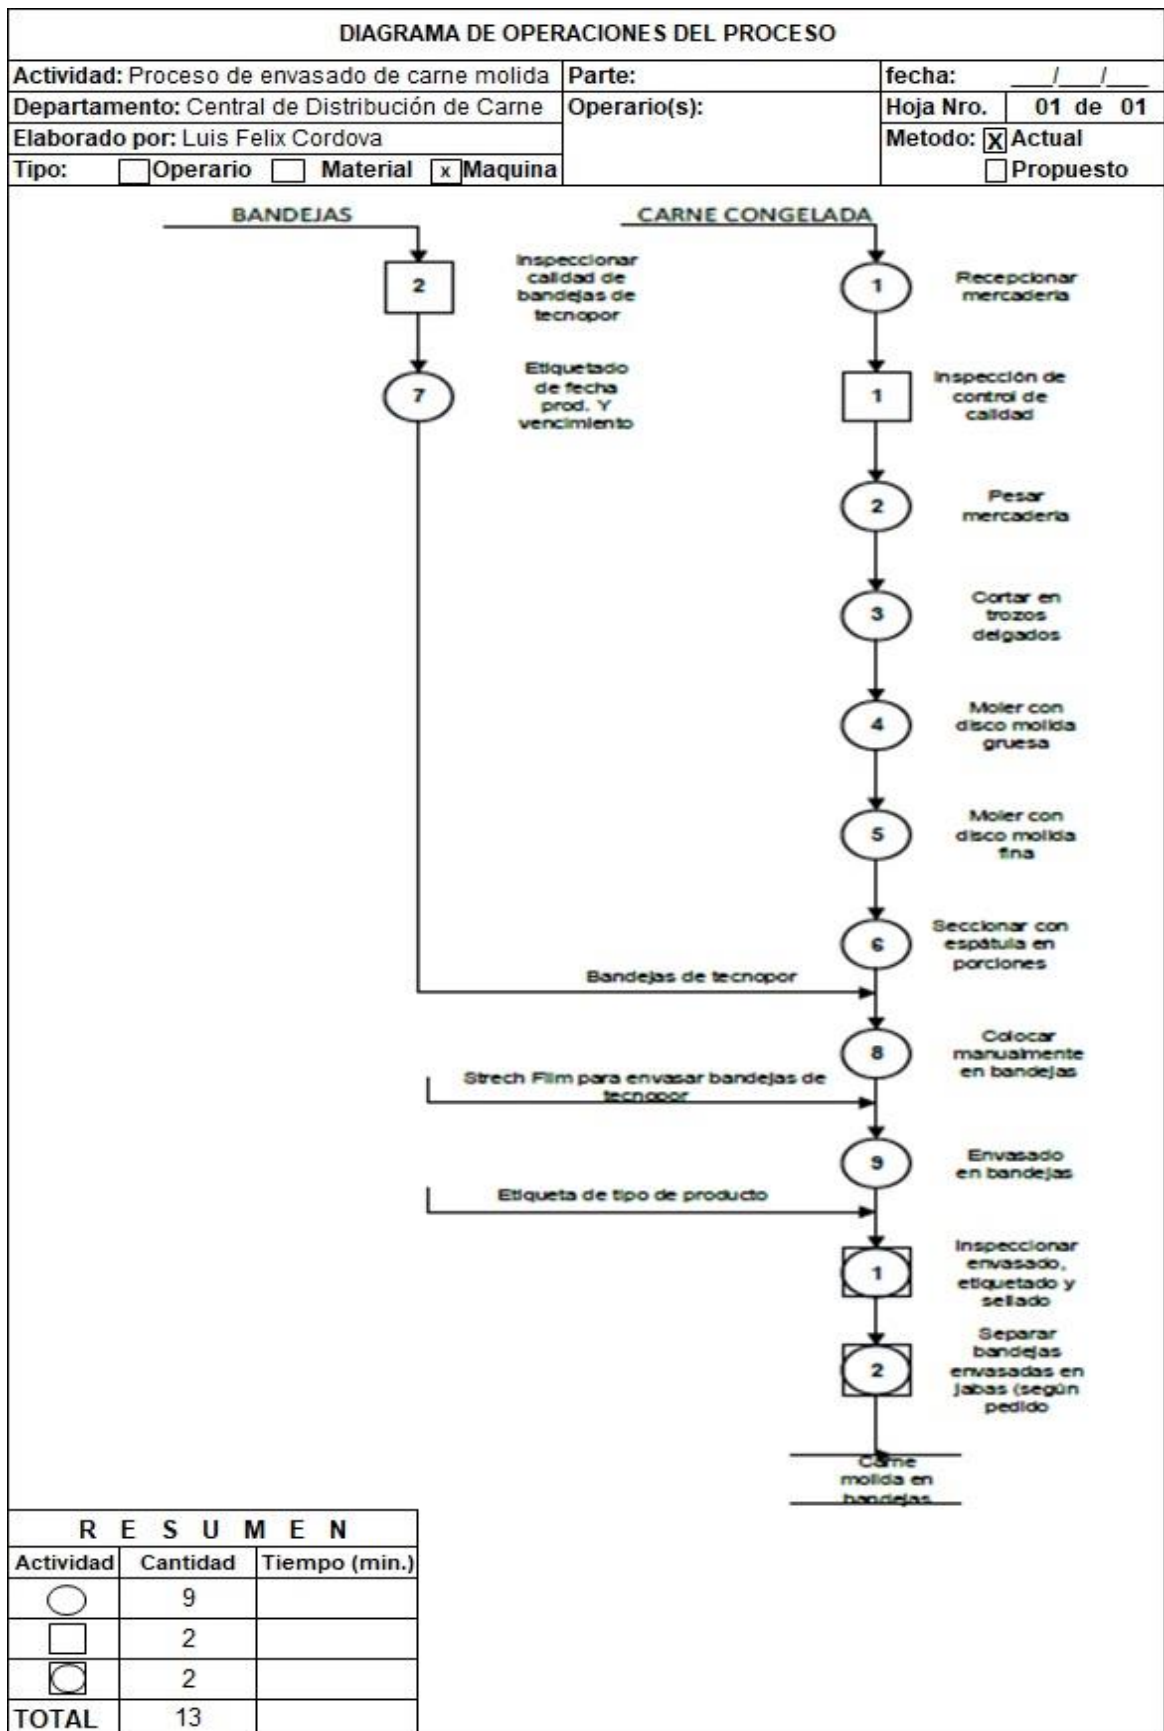 DIAGRAMA DE OPERACIONES DEL PROCESO
Actividad: Proceso de envasado de carne molida
Parte:
fecha: ___/___/___
Departamento: Central de Distribución de Carne
Operario(s):
Hoja Nro. 01 de 01
Elaborado por: Luis Felix Cordova
Metodo: X Actual
Tipo: Operario Material x Maquina
Propuesto
BANDEJAS
CARNE CONGELADA
2
Inspeccionar
calidad de
bandejas de
tecnopor
1
Recepcionar
mercaderia
7
Etiquetado
de fecha
prod. Y
vencimiento
1
Inspección de
control de
calidad
2
Pesar
mercaderia
3
Cortar en
trozos
delgados
4
Moler con
disco molida
gruesa
5
Moler con
disco molida
fina
6
Seccionar con
espátula en
porciones
Bandejas de tecnopor
8
Colocar
manualmente
en bandejas
Strech Film para envasar bandejas de
tecnopor
9
Envasado
en bandejas
Etiqueta de tipo de producto
1
Inspeccionar
envasado,
etiquetado y
sellado
2
Separar
bandejas
envasadas en
jabas (según
pedido
Carne
molida en
bandejas
R E S U M E N
Actividad Cantidad Tiempo (min.)
9
2
2
TOTAL 13